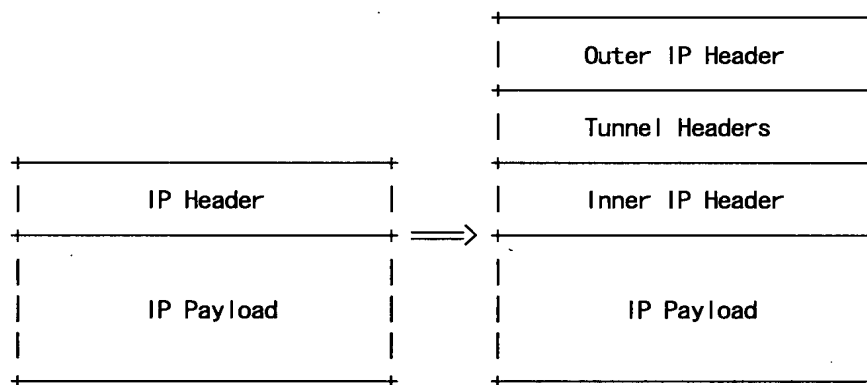 Outer IP Header
Tunnel Headers
IP Header
Inner IP Header
IP Payload
IP Payload